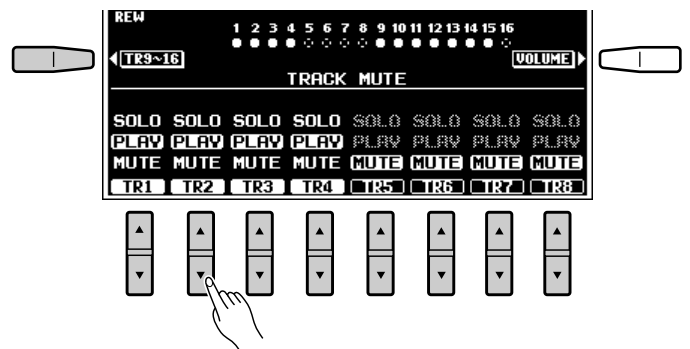 REW
1 2 3 4 5 6 7 8 9 10 11 12 13 14 15 16
TR9~16 VOLUME
TRACK MUTE
SOLO SOLO SOLO SOLO SOLO SOLO SOLO SOLO
PLAY PLAY PLAY PLAY PLAY PLAY PLAY PLAY
MUTE MUTE MUTE MUTE MUTE MUTE MUTE MUTE
TR1 TR2 TR3 TR4 TR5 TR6 TR7 TR8